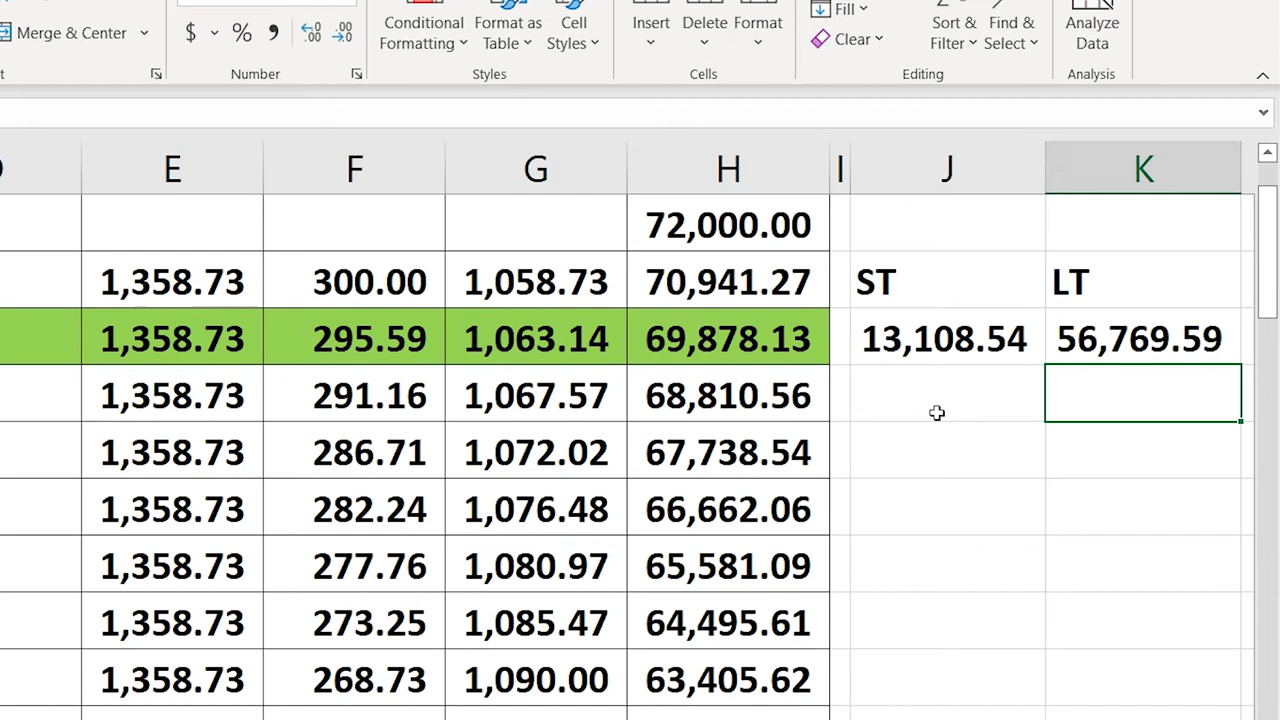 Fill
Merge & Center
$ % 9 .00 .00
Conditional Formatting
Format as Table
Cell Styles
Insert
Delete
Format
Clear
Sort & Filter
Find & Select
Analyze Data
Number
Styles
Cells
Editing
Analysis
E F G H I J K
72,000.00
1,358.73 300.00 1,058.73 70,941.27 ST LT
1,358.73 295.59 1,063.14 69,878.13 13,108.54 56,769.59
1,358.73 291.16 1,067.57 68,810.56
1,358.73 286.71 1,072.02 67,738.54
1,358.73 282.24 1,076.48 66,662.06
1,358.73 277.76 1,080.97 65,581.09
1,358.73 273.25 1,085.47 64,495.61
1,358.73 268.73 1,090.00 63,405.62